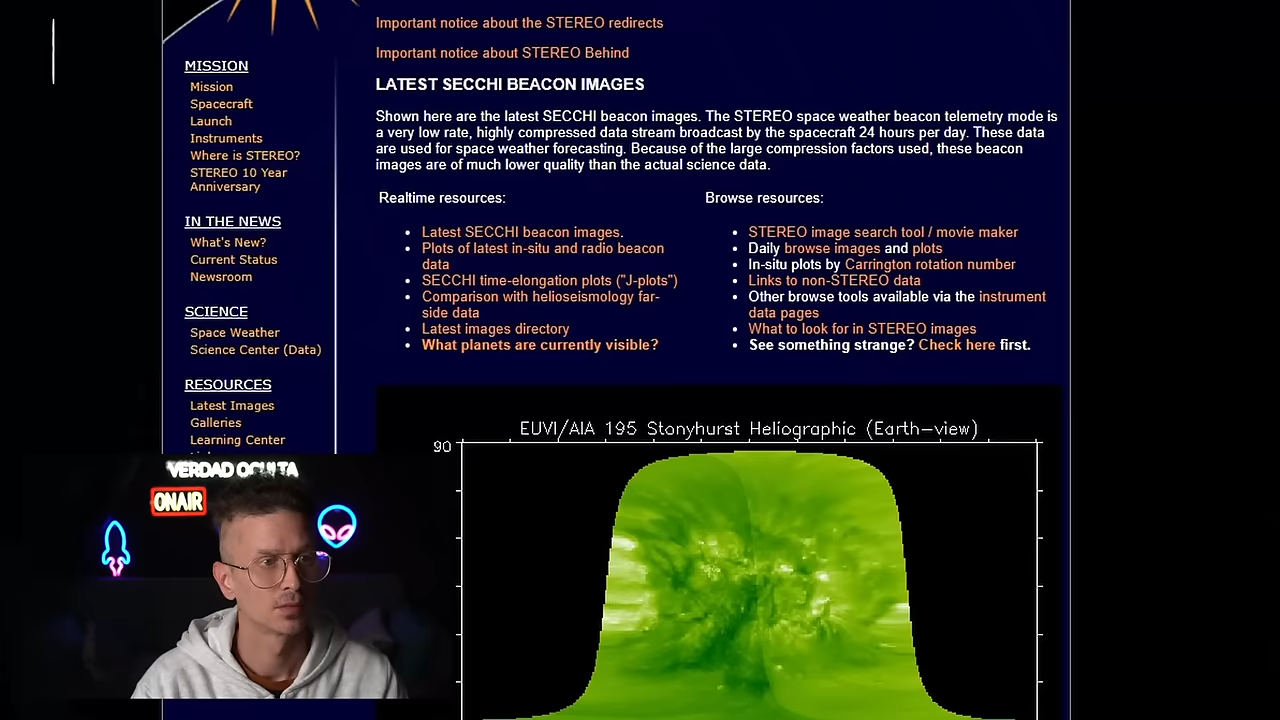 Important notice about the STEREO redirects
Important notice about STEREO Behind
LATEST SECCHI BEACON IMAGES
Shown here are the latest SECCHI beacon images. The STEREO space weather beacon telemetry mode is
a very low rate, highly compressed data stream broadcast by the spacecraft 24 hours per day. These data
are used for space weather forecasting. Because of the large compression factors used, these beacon
images are of much lower quality than the actual science data.
Realtime resources:
Latest SECCHI beacon images.
Plots of latest in-situ and radio beacon
data
SECCHI time-elongation plots ("J-plots")
Comparison with helioseismology far-
side data
Latest images directory
What planets are currently visible?
Browse resources:
STEREO image search tool / movie maker
Daily browse images and plots
In-situ plots by Carrington rotation number
Links to non-STEREO data
Other browse tools available via the instrument
data pages
What to look for in STEREO images
See something strange? Check here first.
MISSION
Mission
Spacecraft
Launch
Instruments
Where is STEREO?
STEREO 10 Year
Anniversary
IN THE NEWS
What's New?
Current Status
Newsroom
SCIENCE
Space Weather
Science Center (Data)
RESOURCES
Latest Images
Galleries
Learning Center
EUVI/AIA 195 Stonyhurst Heliographic (Earth-view)
90
VERDAD OCULTA
ONAIR